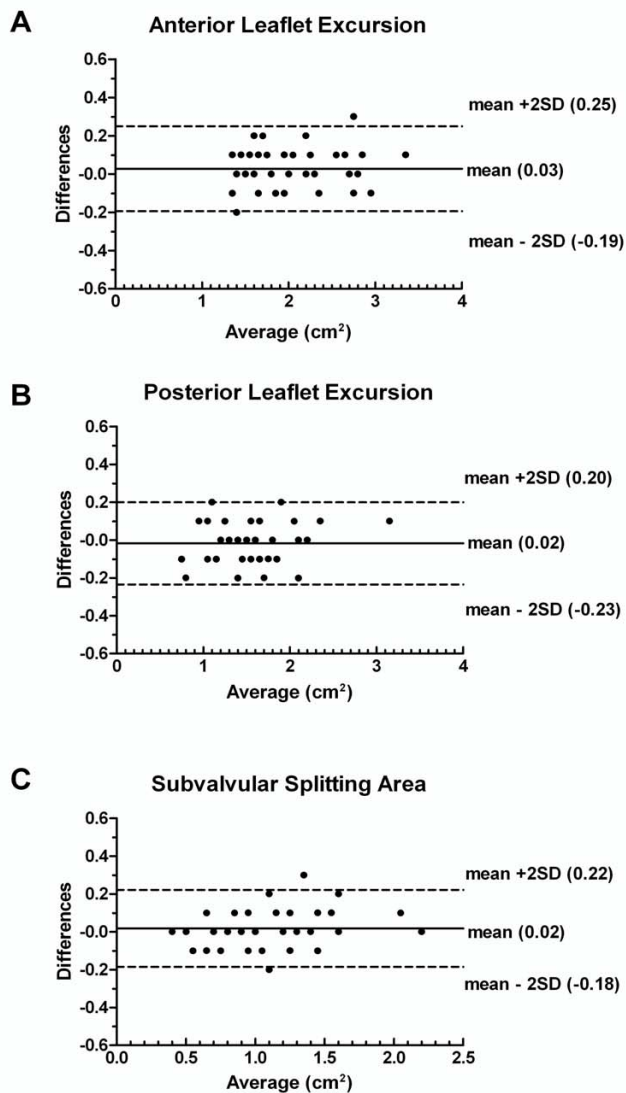 A
Anterior Leaflet Excursion
0.6
0.4
0.2
-0.0
-0.2
-0.4
-0.6
Differences
mean +2SD (0.25)
mean (0.03)
mean - 2SD (-0.19)
0 1 2 3 4
Average (cm²)
B
Posterior Leaflet Excursion
0.6
0.4
0.2
-0.0
-0.2
-0.4
-0.6
Differences
mean +2SD (0.20)
mean (0.02)
mean - 2SD (-0.23)
0 1 2 3 4
Average (cm²)
C
Subvalvular Splitting Area
0.6
0.4
0.2
-0.0
-0.2
-0.4
-0.6
Differences
mean +2SD (0.22)
mean (0.02)
mean - 2SD (-0.18)
0.0 0.5 1.0 1.5 2.0 2.5
Average (cm²)